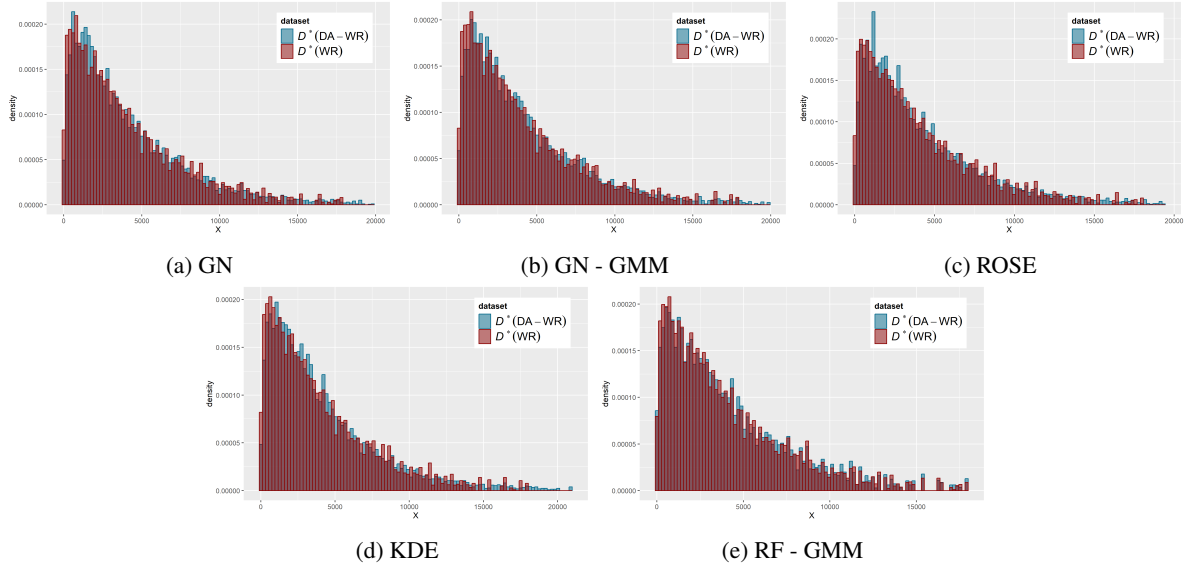 0.00020
0.00015
0.00010
0.00005
0.00000
density
0
5000
10000
15000
20000
X
dataset
D*(DA−WR)
D*(WR)
(a) GN
0.00020
0.00015
0.00010
0.00005
0.00000
density
0
5000
10000
15000
20000
X
dataset
D*(DA−WR)
D*(WR)
(b) GN - GMM
0.00020
0.00015
0.00010
0.00005
0.00000
density
0
5000
10000
15000
20000
X
dataset
D*(DA−WR)
D*(WR)
(c) ROSE
0.00020
0.00015
0.00010
0.00005
0.00000
density
0
5000
10000
15000
20000
X
dataset
D*(DA−WR)
D*(WR)
(d) KDE
0.00020
0.00015
0.00010
0.00005
0.00000
density
0
5000
10000
15000
X
dataset
D*(DA−WR)
D*(WR)
(e) RF - GMM